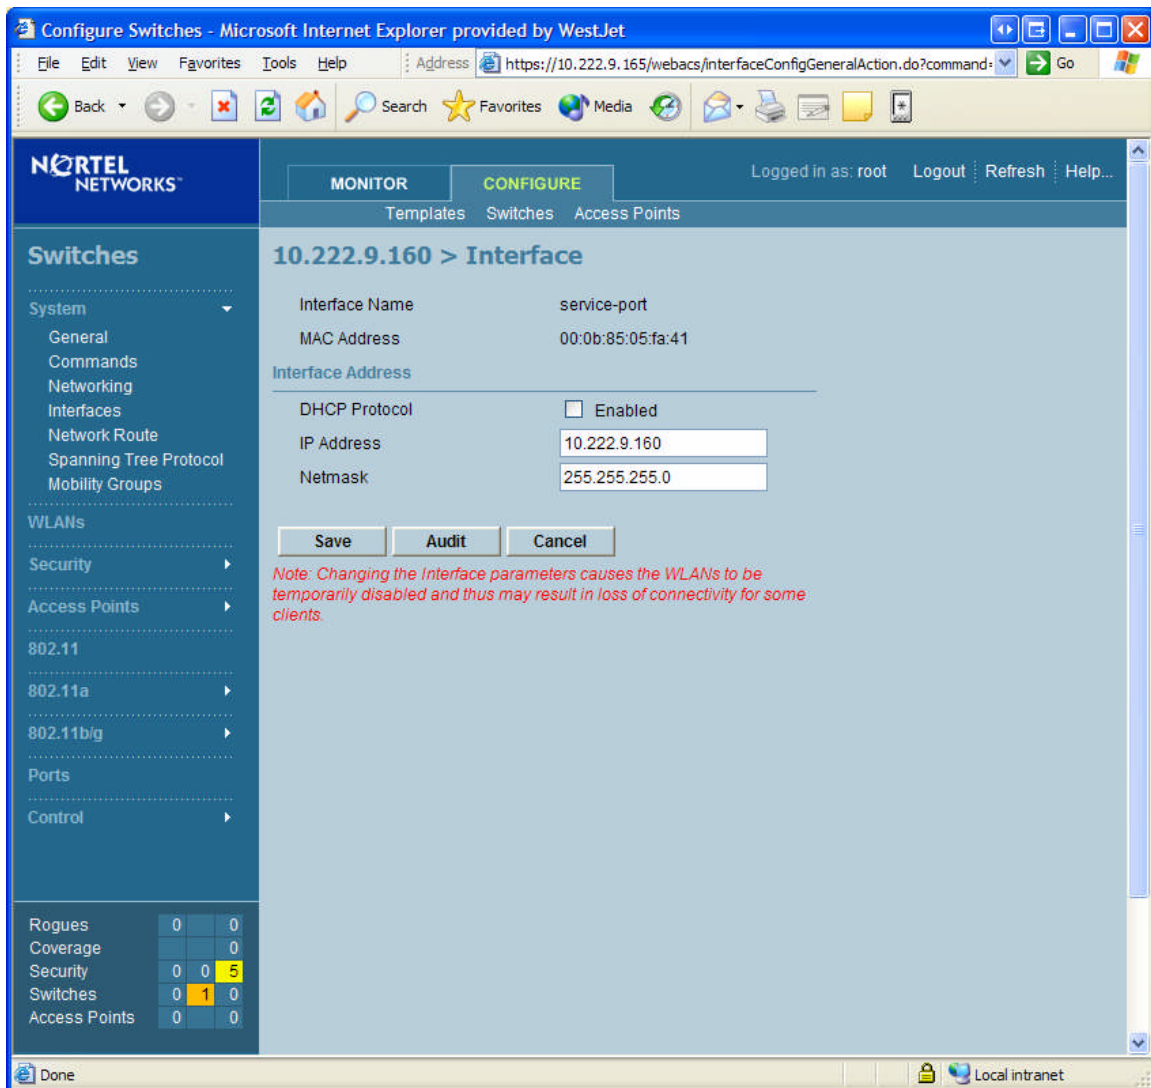 Configure Switches - Microsoft Internet Explorer provided by WestJet
File Edit View Favorites Tools Help Address https://10.222.9.165/webacs/interfaceConfigGeneralAction.do?command= Go
Back Search Favorites Media
NORTEL
NETWORKS™
MONITOR CONFIGURE Logged in as: root Logout Refresh Help...
Templates Switches Access Points
Switches
System
General
Commands
Networking
Interfaces
Network Route
Spanning Tree Protocol
Mobility Groups
WLANs
Security
Access Points
802.11
802.11a
802.11b/g
Ports
Control
Rogues 0 0
Coverage 0
Security 0 0 5
Switches 0 1 0
Access Points 0 0
10.222.9.160 > Interface
Interface Name service-port
MAC Address 00:0b:85:05:fa:41
Interface Address
DHCP Protocol Enabled
IP Address 10.222.9.160
Netmask 255.255.255.0
Save Audit Cancel
Note: Changing the Interface parameters causes the WLANs to be
temporarily disabled and thus may result in loss of connectivity for some
clients.
Done Local intranet